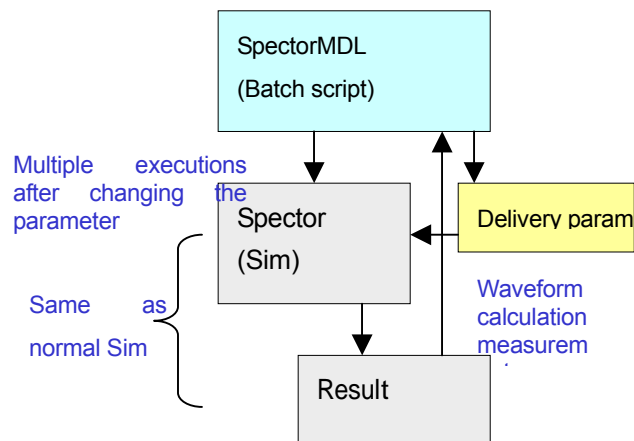 SpectorMDL
(Batch script)
Multiple executions
after changing the
parameter
Spector
(Sim)
Delivery param
Same as
normal Sim
Waveform
calculation
measurem
Result